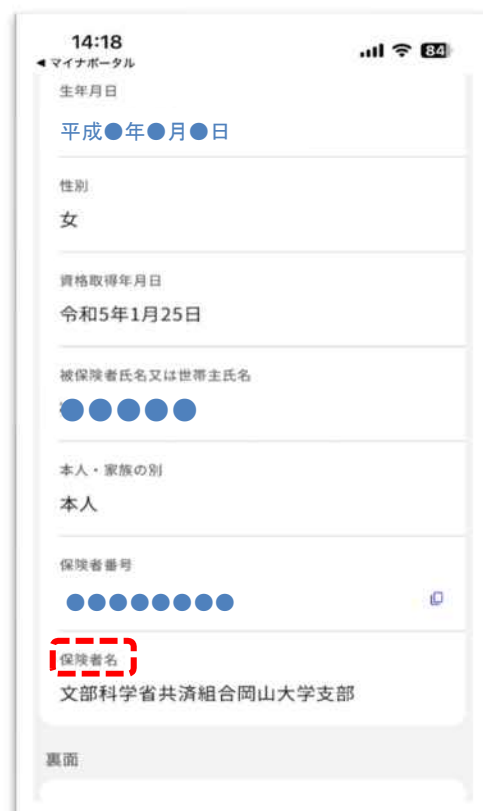 14:18
84
◀ マイナポータル
生年月日
平成●年●月●日
性別
女
資格取得年月日
令和5年1月25日
被保険者氏名又は世帯主氏名
●●●●●
本人・家族の別
本人
保険者番号
●●●●●●●●
保険者名
文部科学省共済組合岡山大学支部
裏面